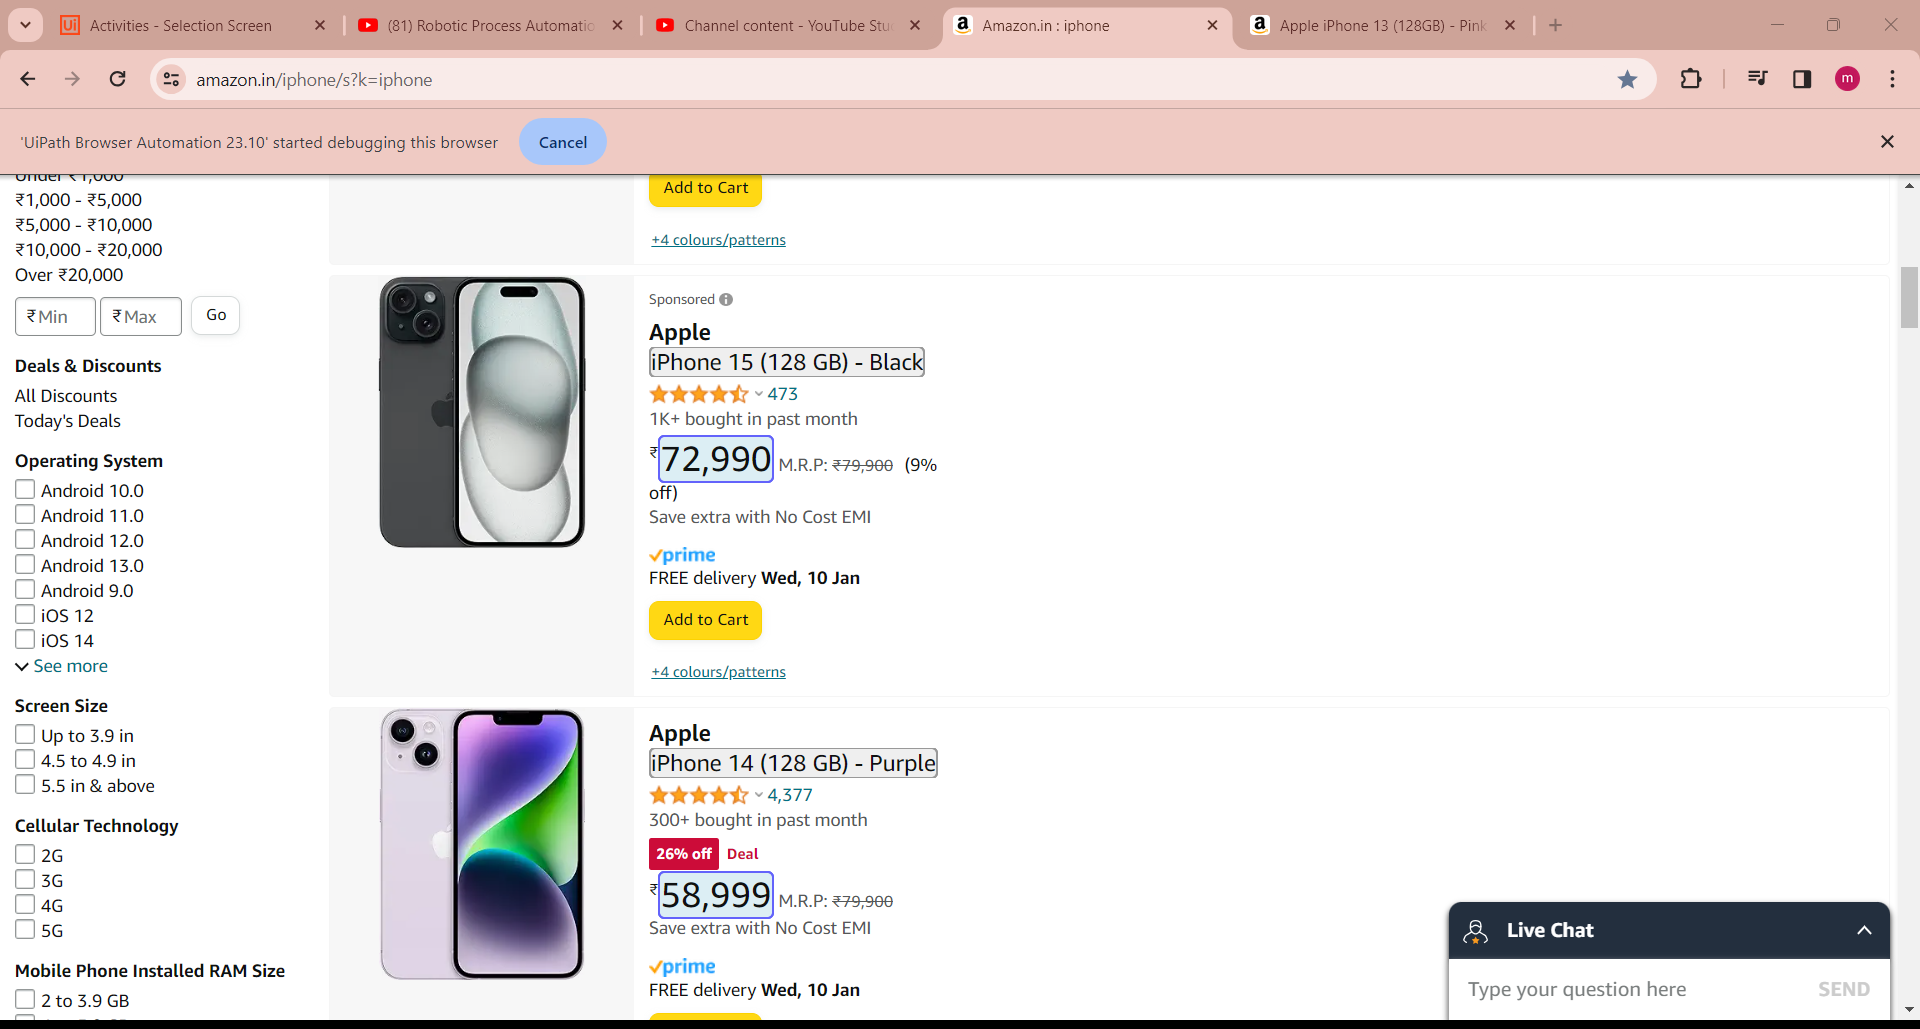 Activities - Selection Screen
(81) Robotic Process Automatio
Channel content - YouTube Stu
Amazon.in : iphone
Apple iPhone 13 (128GB) - Pink
amazon.in/iphone/s?k=iphone
m
'UiPath Browser Automation 23.10' started debugging this browser
Cancel
Under ₹1,000
₹1,000 - ₹5,000
₹5,000 - ₹10,000
₹10,000 - ₹20,000
Over ₹20,000
₹Min
₹Max
Go
Deals & Discounts
All Discounts
Today's Deals
Operating System
Android 10.0
Android 11.0
Android 12.0
Android 13.0
Android 9.0
iOS 12
iOS 14
See more
Screen Size
Up to 3.9 in
4.5 to 4.9 in
5.5 in & above
Cellular Technology
2G
3G
4G
5G
Mobile Phone Installed RAM Size
2 to 3.9 GB
Add to Cart
+4 colours/patterns
Sponsored
Apple
iPhone 15 (128 GB) - Black
473
1K+ bought in past month
₹72,990 M.R.P: ₹79,900 (9%
off)
Save extra with No Cost EMI
prime
FREE delivery Wed, 10 Jan
Add to Cart
+4 colours/patterns
Apple
iPhone 14 (128 GB) - Purple
4,377
300+ bought in past month
26% off Deal
₹58,999 M.R.P: ₹79,900
Save extra with No Cost EMI
prime
FREE delivery Wed, 10 Jan
Live Chat
Type your question here
SEND